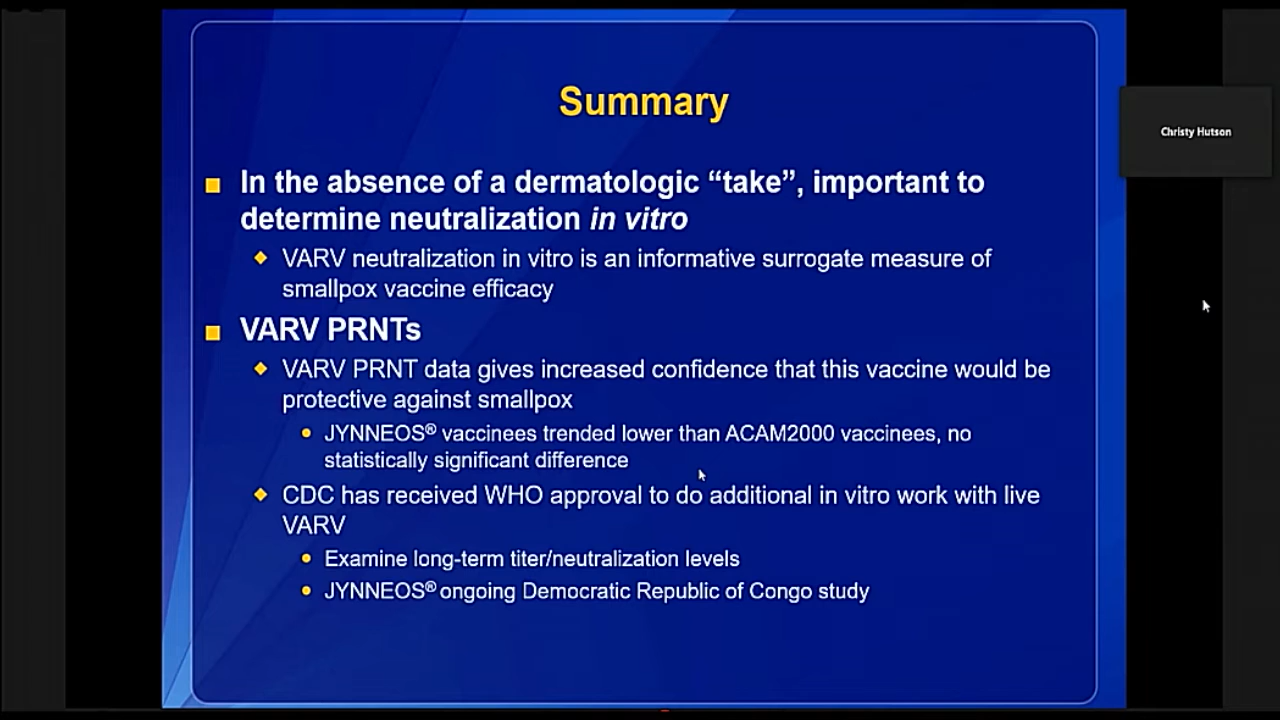 Summary
In the absence of a dermatologic “take”, important to
determine neutralization in vitro
VARV neutralization in vitro is an informative surrogate measure of
smallpox vaccine efficacy
VARV PRNTs
VARV PRNT data gives increased confidence that this vaccine would be
protective against smallpox
JYNNEOS® vaccinees trended lower than ACAM2000 vaccinees, no
statistically significant difference
CDC has received WHO approval to do additional in vitro work with live
VARV
Examine long-term titer/neutralization levels
JYNNEOS® ongoing Democratic Republic of Congo study
Christy Hutson